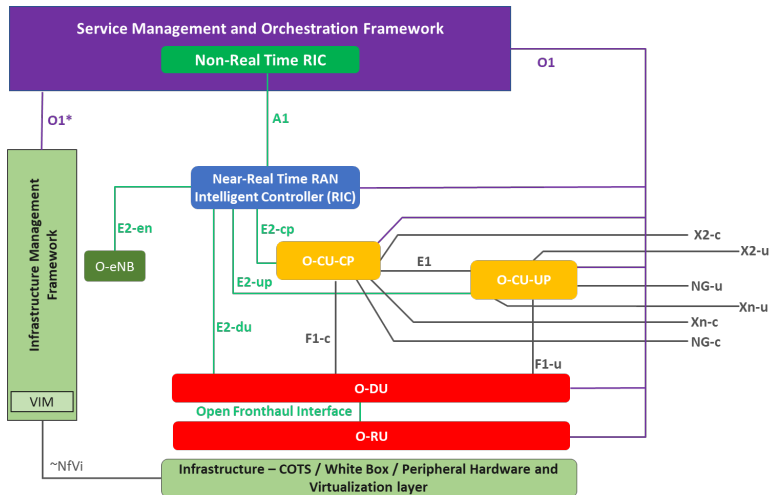 Service Management and Orchestration Framework
Non-Real Time RIC
O1
O1*
A1
Near-Real Time RAN
Intelligent Controller (RIC)
Infrastructure Management
Framework
E2-en
E2-cp
O-eNB
O-CU-CP
E1
O-CU-UP
X2-c
X2-u
E2-up
NG-u
Xn-u
E2-du
Xn-c
F1-c
NG-c
F1-u
O-DU
VIM
Open Fronthaul Interface
O-RU
~NfVi
Infrastructure – COTS / White Box / Peripheral Hardware and
Virtualization layer